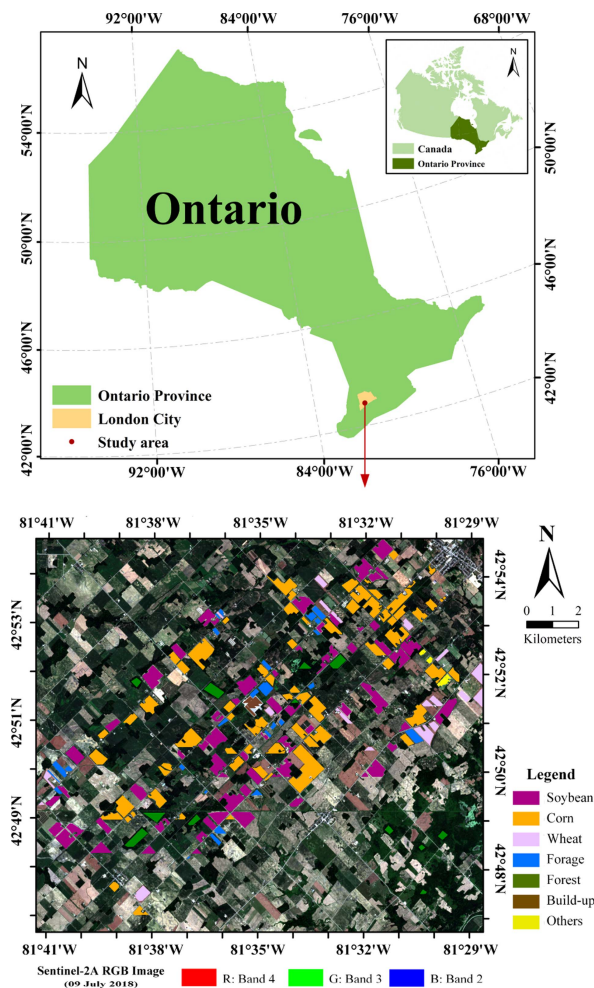 92°00'W 84°00'W 76°00'W 68°00'W
N
N
54°00'N
50°00'N
Canada
Ontario Province
Ontario
50°00'N
46°00'N
46°00'N
42°00'N
Ontario Province
London City
Study area
42°00'N
92°00'W 84°00'W 76°00'W
81°41'W 81°38'W 81°35'W 81°32'W 81°29'W
N
42°54'N
0 1 2
Kilometers
42°53'N
42°52'N
42°51'N
42°50'N
Legend
Soybean
42°49'N
Corn
Wheat
Forage
42°48'N
Forest
Build-up
Others
81°41'W 81°38'W 81°35'W 81°32'W 81°29'W
Sentinel-2A RGB Image
(09 July 2018)
R: Band 4 G: Band 3 B: Band 2